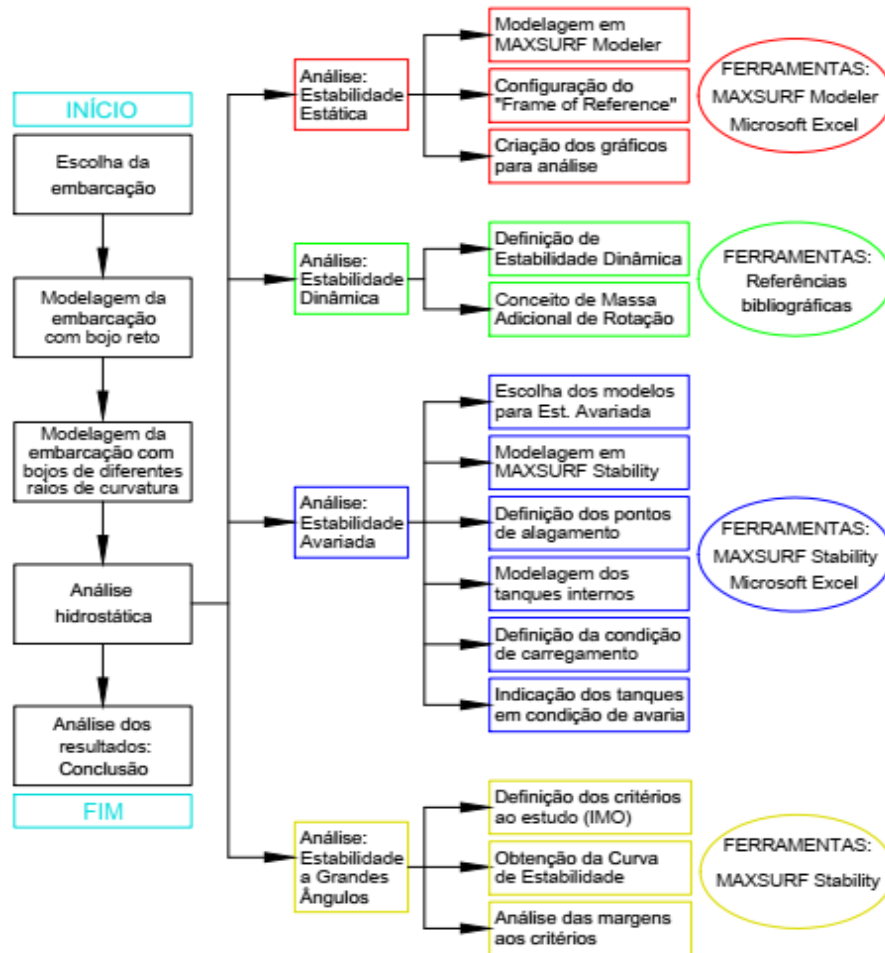 INÍCIO
Escolha da
embarcação
Modelagem da
embarcação
com bojo reto
Modelagem da
embarcação com
bojos de diferentes
raios de curvatura
Análise
hidrostática
Análise dos
resultados:
Conclusão
FIM
Análise:
Estabilidade
Estática
Modelagem em
MAXSURF Modeler
Configuração do
"Frame of Reference"
Criação dos gráficos
para análise
FERRAMENTAS:
MAXSURF Modeler
Microsoft Excel
Análise:
Estabilidade
Dinâmica
Definição de
Estabilidade Dinâmica
Conceito de Massa
Adicional de Rotação
FERRAMENTAS:
Referências
bibliográficas
Análise:
Estabilidade
Avariada
Escolha dos modelos
para Est. Avariada
Modelagem em
MAXSURF Stability
Definição dos pontos
de alagamento
Modelagem dos
tanques internos
Definição da condição
de carregamento
Indicação dos tanques
em condição de avaria
FERRAMENTAS:
MAXSURF Stability
Microsoft Excel
Análise:
Estabilidade
a Grandes
Ângulos
Definição dos critérios
ao estudo (IMO)
Obtenção da Curva
de Estabilidade
Análise das margens
aos critérios
FERRAMENTAS:
MAXSURF Stability